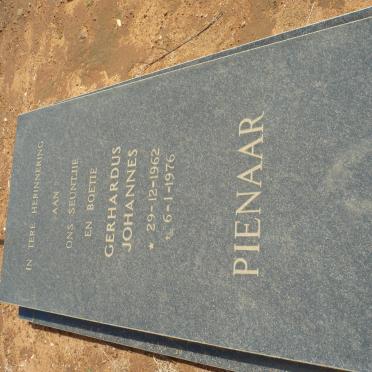 IN TERE HERINNERING
AAN
ONS SEUNTJIE
EN BOETIE
GERHARDUS
JOHANNES
* 29-12-1962
† 6-1-1976
PIENAAR